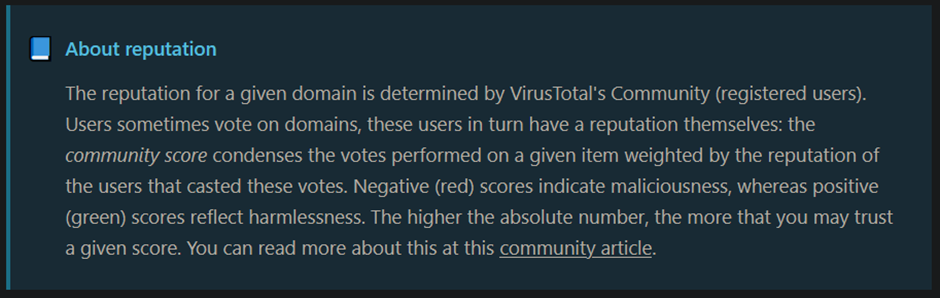 About reputation
The reputation for a given domain is determined by VirusTotal's Community (registered users).
Users sometimes vote on domains, these users in turn have a reputation themselves: the
community score condenses the votes performed on a given item weighted by the reputation of
the users that casted these votes. Negative (red) scores indicate maliciousness, whereas positive
(green) scores reflect harmlessness. The higher the absolute number, the more that you may trust
a given score. You can read more about this at this community article.